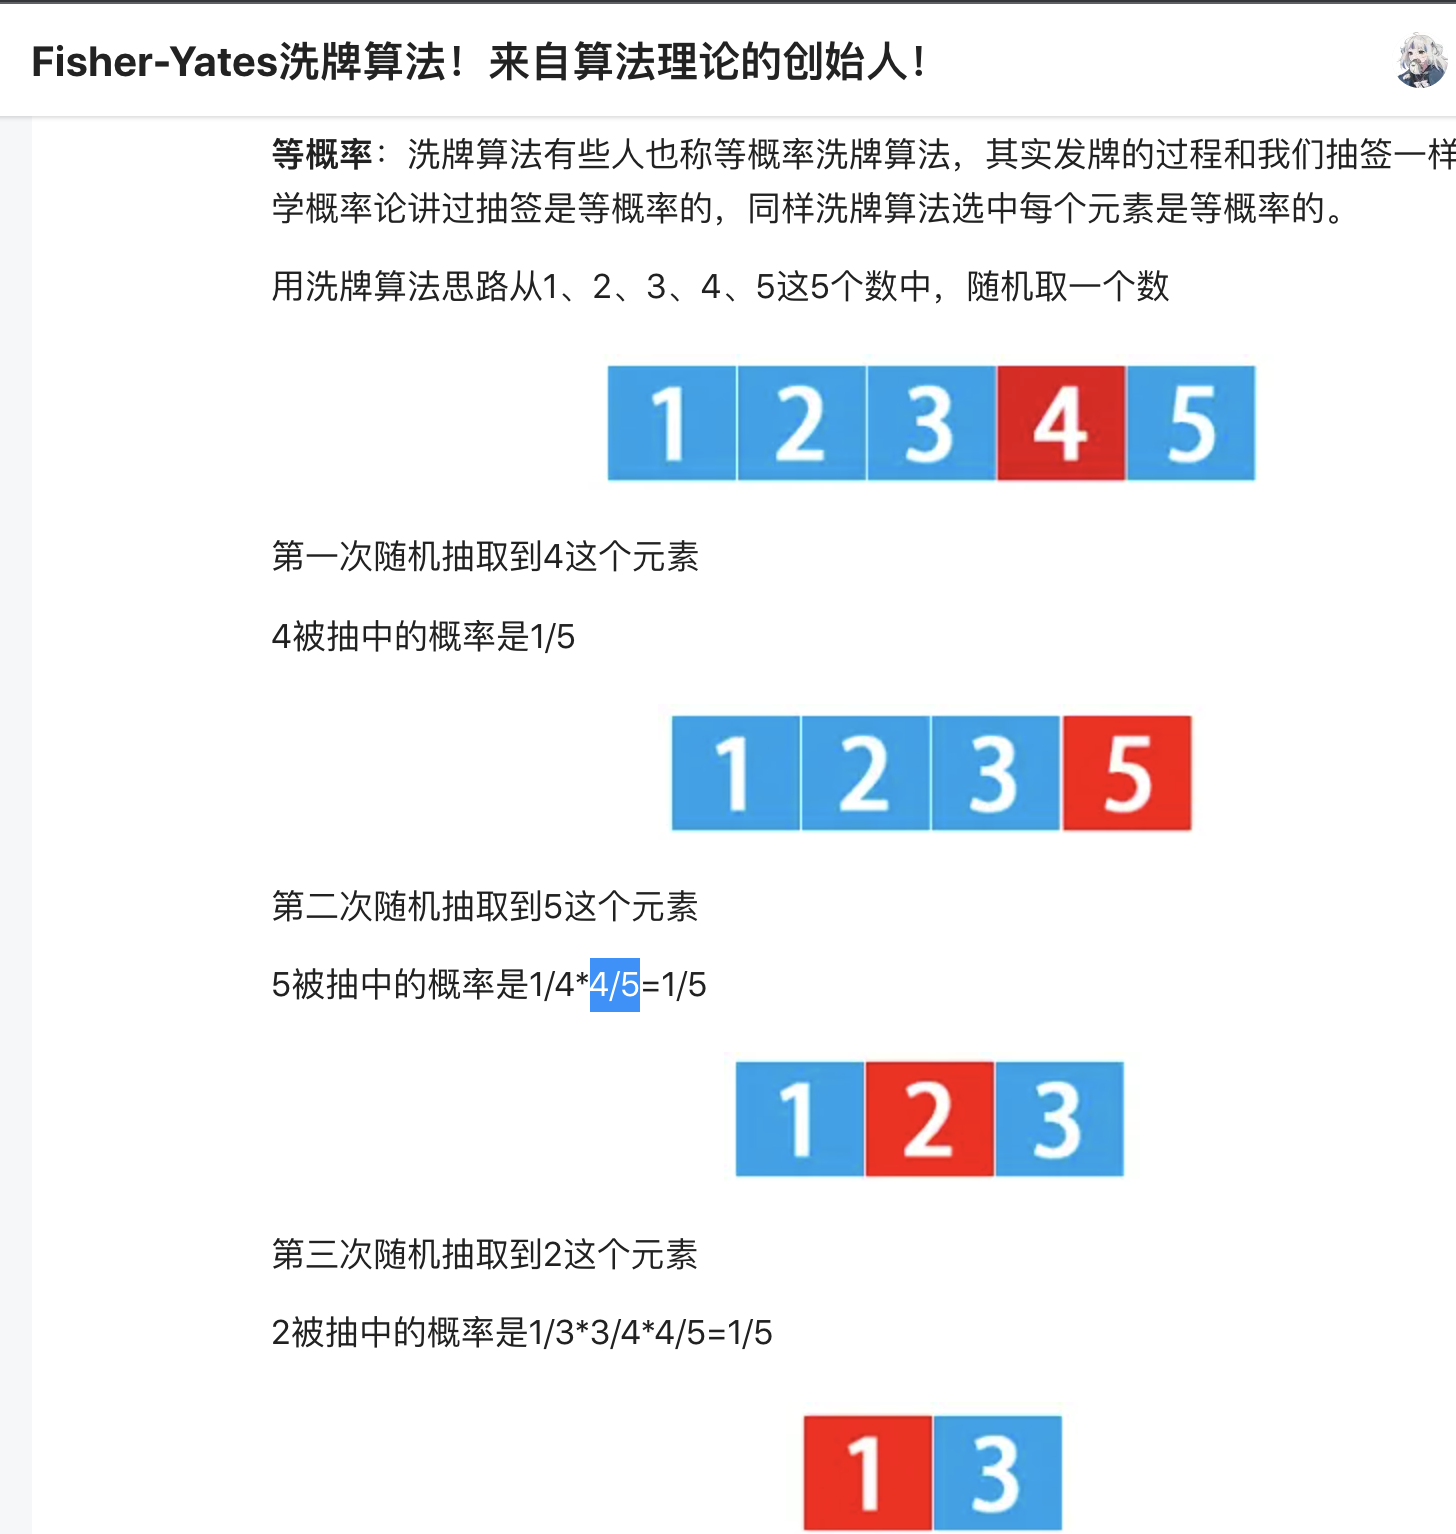 Fisher-Yates洗牌算法！来自算法理论的创始人！
等概率：洗牌算法有些人也称等概率洗牌算法，其实发牌的过程和我们抽签一样
学概率论讲过抽签是等概率的，同样洗牌算法选中每个元素是等概率的。
用洗牌算法思路从1、2、3、4、5这5个数中，随机取一个数
1 2 3 4 5
第一次随机抽取到4这个元素
4被抽中的概率是1/5
1 2 3 5
第二次随机抽取到5这个元素
5被抽中的概率是1/4*4/5=1/5
1 2 3
第三次随机抽取到2这个元素
2被抽中的概率是1/3*3/4*4/5=1/5
1 3